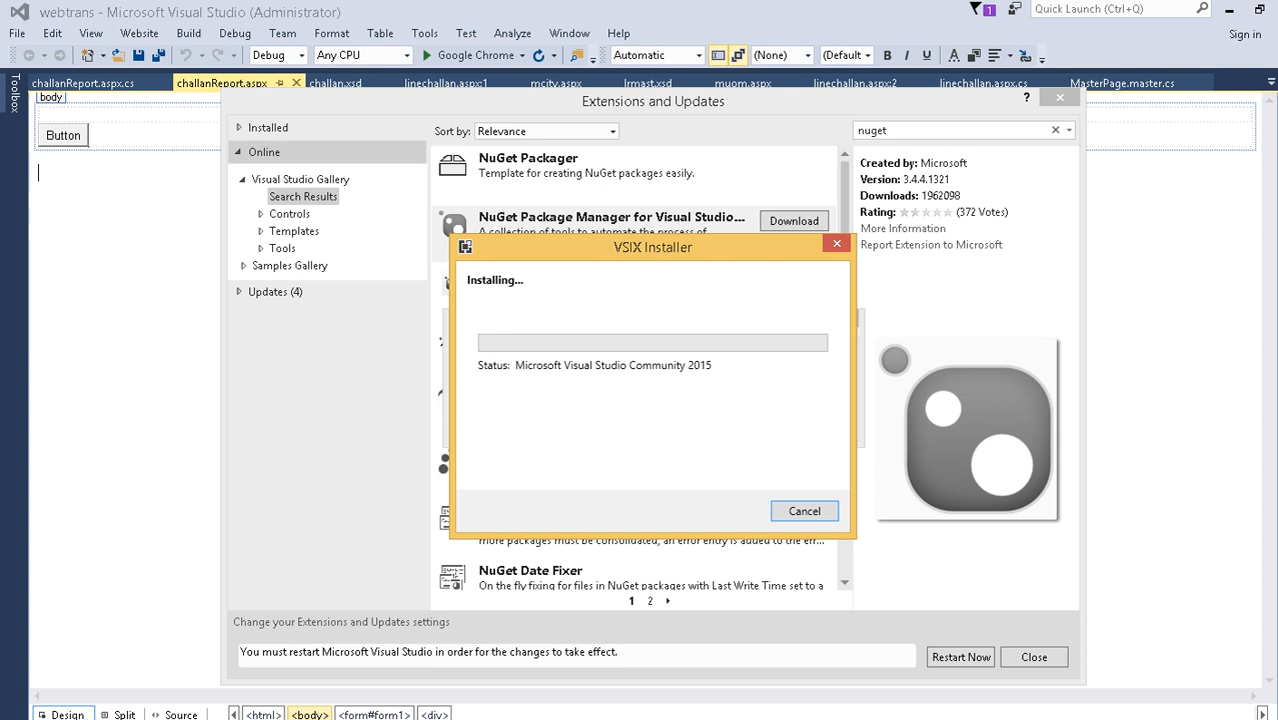 webtrans - Microsoft Visual Studio (Administrator)
1
Quick Launch (Ctrl+Q)
File Edit View Website Build Debug Team Format Table Tools Test Analyze Window Help
Sign in
Debug Any CPU Google Chrome Automatic (None) (Default B I U A
Toolbox
challanReport.aspx.cs challanReport.aspx challan.xsd linechallan.aspx1 mcity.aspx lrmast.xsd muom.aspx linechallan.aspx2 linechallan.aspx.cs MasterPage.master.cs
body
Button
Extensions and Updates
?
Installed
Online
Visual Studio Gallery
Search Results
Controls
Templates
Tools
Samples Gallery
Updates (4)
Sort by: Relevance
NuGet Packager
Template for creating NuGet packages easily.
NuGet Package Manager for Visual Studio...
Download
A collection of tools to automate the process of
VSIX Installer
Installing...
Status: Microsoft Visual Studio Community 2015
Cancel
more packages must be consolidated, an error entry is added to the err...
NuGet Date Fixer
On the fly fixing for files in NuGet packages with Last Write Time set to a
1 2
nuget
Created by: Microsoft
Version: 3.4.4.1321
Downloads: 1962098
Rating: (372 Votes)
More Information
Report Extension to Microsoft
Change your Extensions and Updates settings
You must restart Microsoft Visual Studio in order for the changes to take effect.
Restart Now Close
Design Split Source <html> <body> <form#form1> <div>